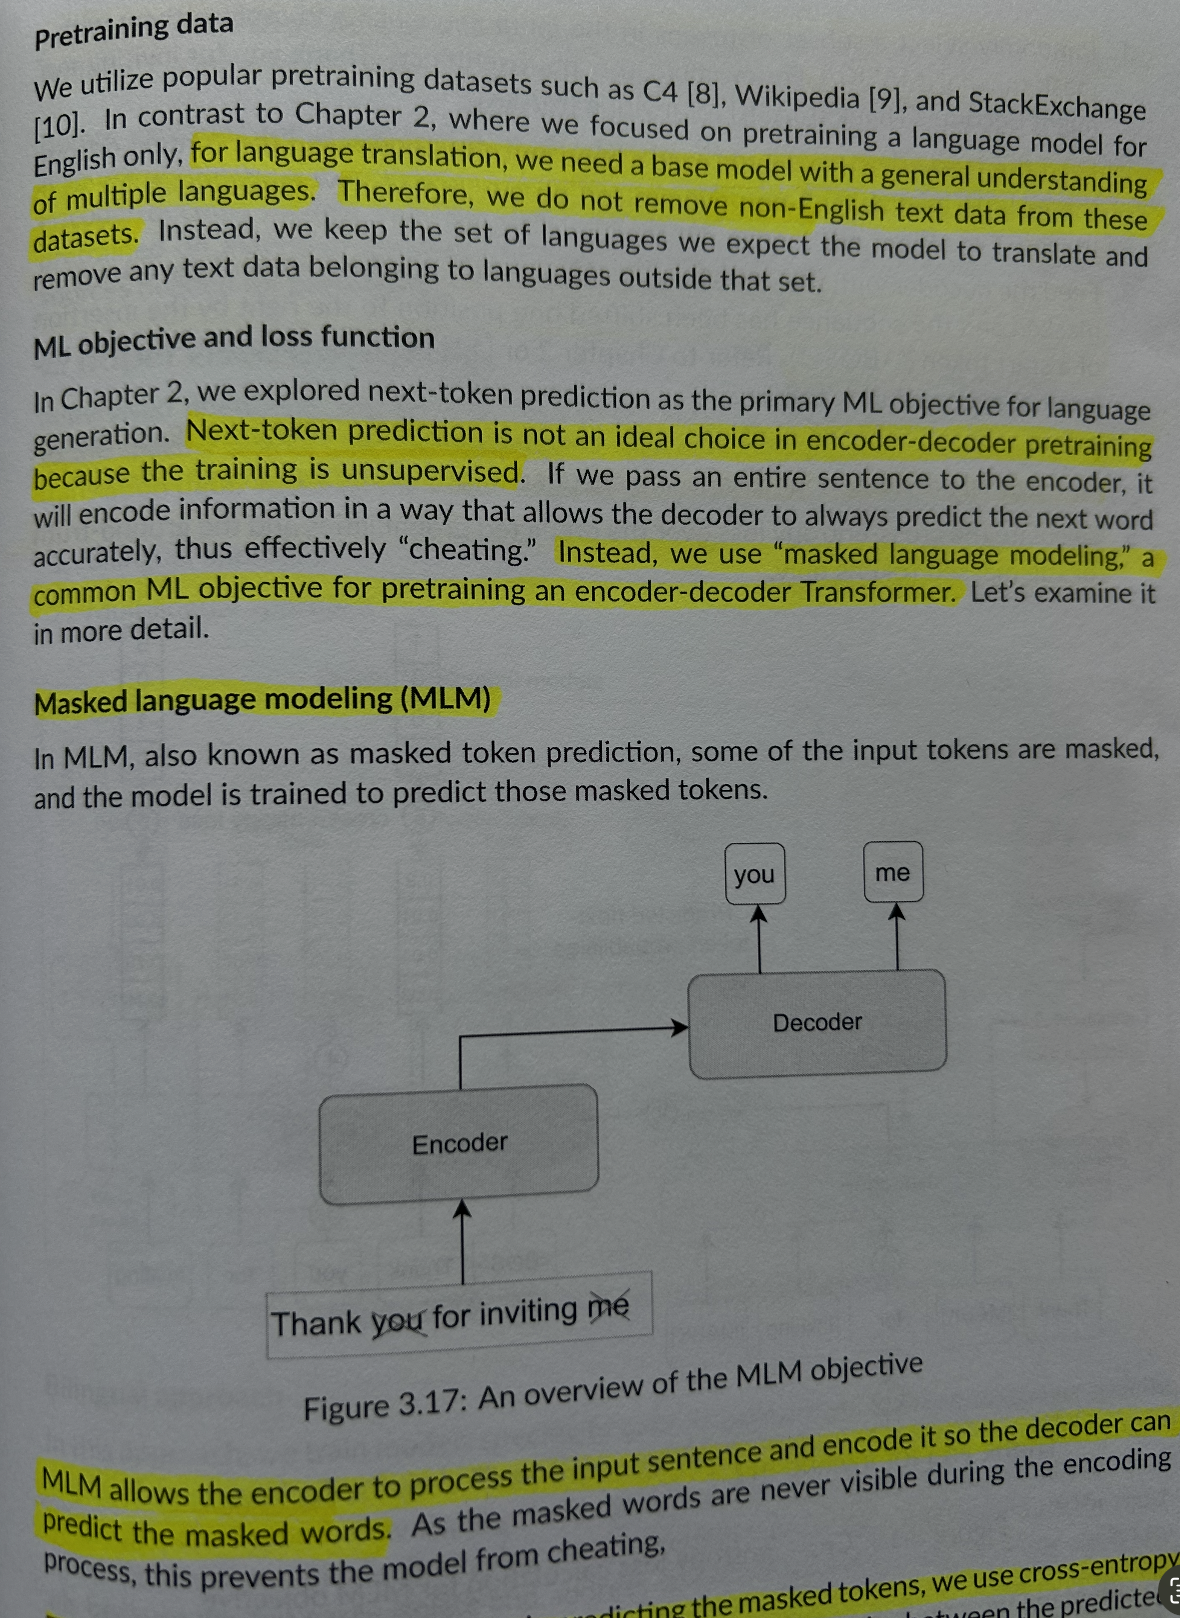 Pretraining data
We utilize popular pretraining datasets such as C4 [8], Wikipedia [9], and StackExchange
[10]. In contrast to Chapter 2, where we focused on pretraining a language model for
English only, for language translation, we need a base model with a general understanding
of multiple languages. Therefore, we do not remove non-English text data from these
datasets. Instead, we keep the set of languages we expect the model to translate and
remove any text data belonging to languages outside that set.
ML objective and loss function
In Chapter 2, we explored next-token prediction as the primary ML objective for language
generation. Next-token prediction is not an ideal choice in encoder-decoder pretraining
because the training is unsupervised. If we pass an entire sentence to the encoder, it
will encode information in a way that allows the decoder to always predict the next word
accurately, thus effectively “cheating.” Instead, we use “masked language modeling,” a
common ML objective for pretraining an encoder-decoder Transformer. Let’s examine it
in more detail.
Masked language modeling (MLM)
In MLM, also known as masked token prediction, some of the input tokens are masked,
and the model is trained to predict those masked tokens.
you me
Decoder
Encoder
Thank you for inviting me
Figure 3.17: An overview of the MLM objective
MLM allows the encoder to process the input sentence and encode it so the decoder can
predict the masked words. As the masked words are never visible during the encoding
process, this prevents the model from cheating,
the masked tokens, we use cross-entropy
the